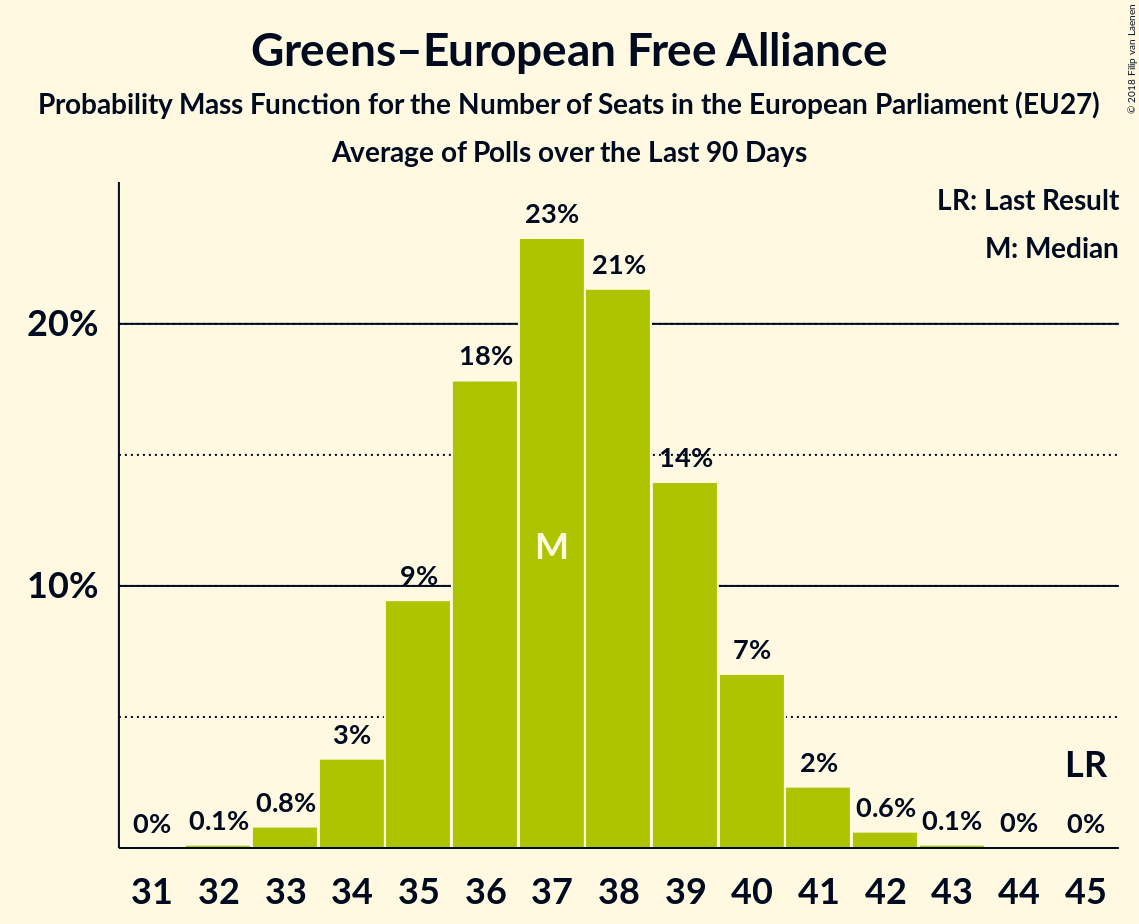 Greens–European Free Alliance
Probability Mass Function for the Number of Seats in the European Parliament (EU27)
Average of Polls over the Last 90 Days
© 2018 Filip van Laenen
LR: Last Result
M: Median
20%
10%
0%
0.1%
0.8%
3%
9%
18%
23%
21%
14%
7%
2%
0.6%
0.1%
0%
0%
M
LR
31 32 33 34 35 36 37 38 39 40 41 42 43 44 45